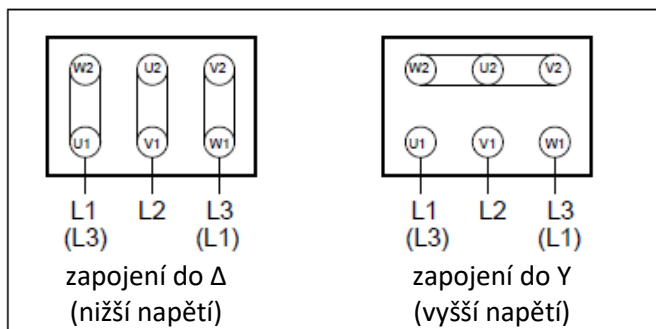 W2 U2 V2
U1 V1 W1
L1 L2 L3
(L3) (L1)
zapojení do Δ
(nižší napětí)
W2 U2 V2
U1 V1 W1
L1 L2 L3
(L3) (L1)
zapojení do Y
(vyšší napětí)